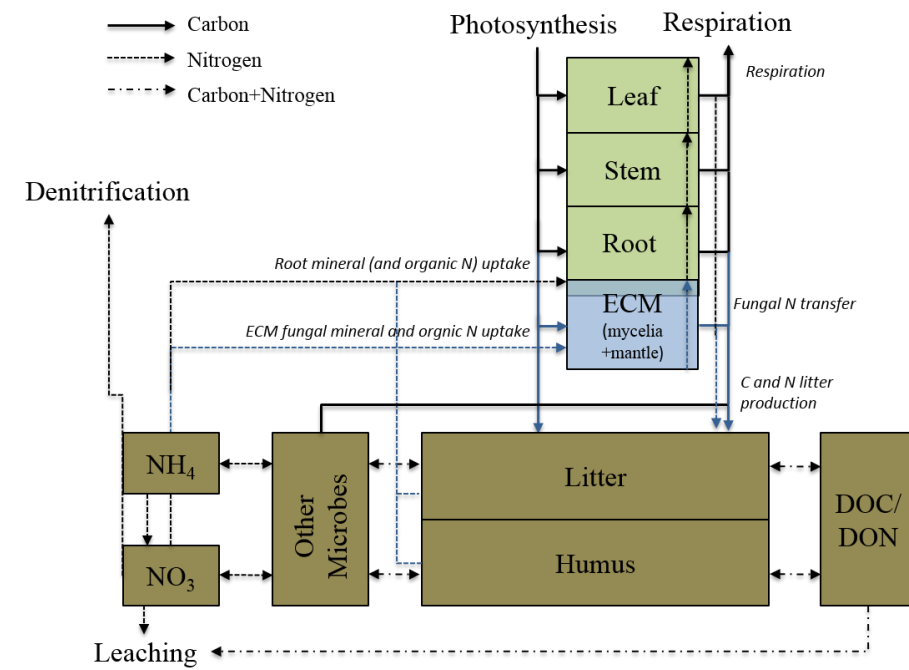 Carbon
Nitrogen
Carbon+Nitrogen
Photosynthesis
Respiration
Respiration
Leaf
Stem
Root
ECM
(mycelia
+mantle)
Denitrification
Root mineral (and organic N) uptake
ECM fungal mineral and orgnic N uptake
Fungal N transfer
C and N litter
production
NH4
NO3
Other
Microbes
Litter
Humus
DOC/
DON
Leaching